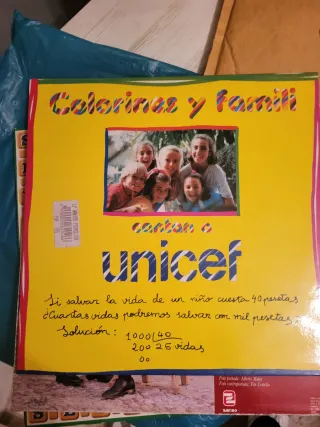 Colorines y famili
cantan a
unicef
Si salvar la vida de un niño cuesta 40 pesetas
¿Cuantas vidas podremos salvar con mil pesetas?
Solución: 1000 |40
200 25 vidas
00